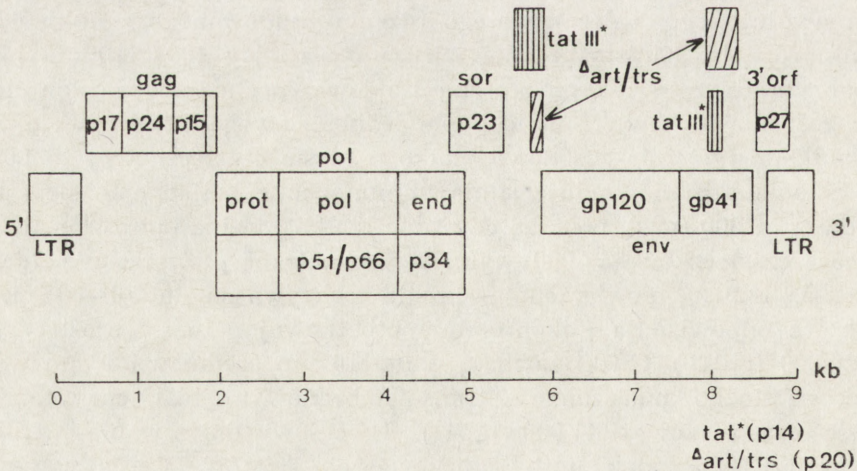 tat III*
Δart/trs
gag
sor
3' orf
p17 p24 p15
p23
tat III*
p27
pol
prot pol end
gp120 gp41
5' LTR
env
LTR 3'
p51/p66 p34
kb
0 1 2 3 4 5 6 7 8 9
tat*(p14)
Δart/trs (p20)